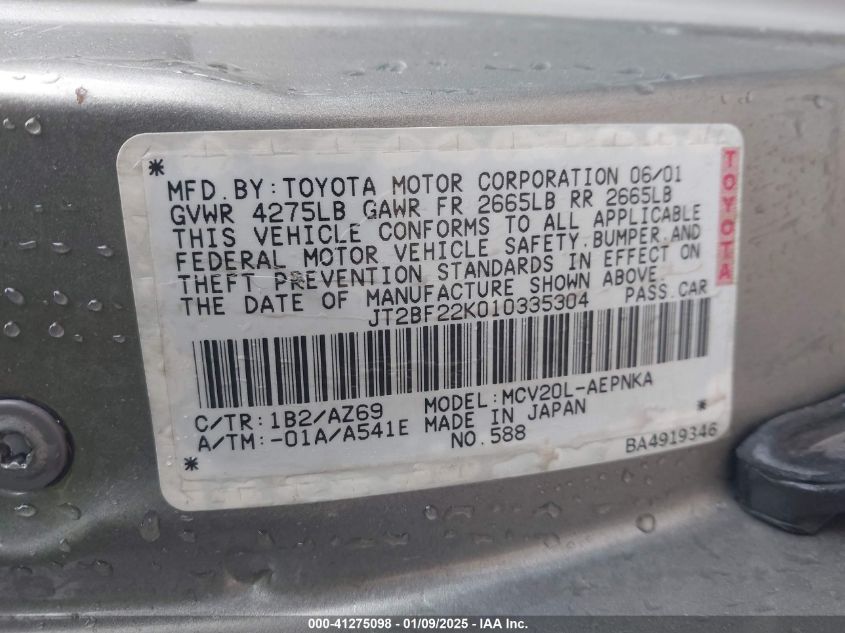 MFD. BY: TOYOTA MOTOR CORPORATION 06/01
GVWR 4275LB GAWR FR 2665LB RR 2665LB
THIS VEHICLE CONFORMS TO ALL APPLICABLE
FEDERAL MOTOR VEHICLE SAFETY, BUMPER, AND
THEFT PREVENTION STANDARDS IN EFFECT ON
THE DATE OF MANUFACTURE SHOWN ABOVE.
JT2BF22K010335304 PASS. CAR
TOYOTA
C/TR: 1B2/AZ69 MODEL: MCV20L-AEPNKA
A/TM: -01A/A541E MADE IN JAPAN
NO. 588 BA4919346
000-41275098 - 01/09/2025 - IAA Inc.